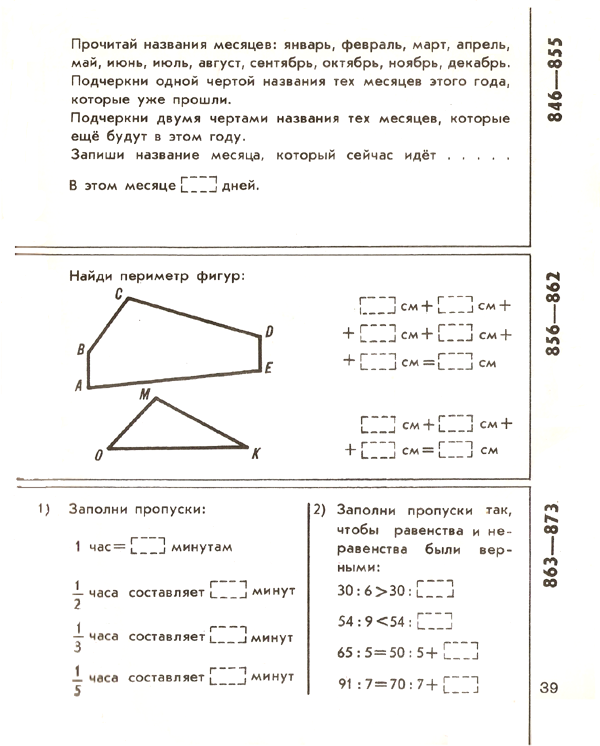 Прочитай названия месяцев: январь, февраль, март, апрель,
май, июнь, июль, август, сентябрь, октябрь, ноябрь, декабрь.
Подчеркни одной чертой названия тех месяцев этого года,
которые уже прошли.
Подчеркни двумя чертами названия тех месяцев, которые
ещё будут в этом году.
Запиши название месяца, который сейчас идёт . . . . .
В этом месяце дней.
846—855
Найди периметр фигур:
C
D
B
E
A
см + см +
+ см + см +
+ см = см
M
O
K
см + см +
+ см = см
856—862
1) Заполни пропуски:
1 час = минутам
1/2 часа составляет минут
1/3 часа составляет минут
1/5 часа составляет минут
2) Заполни пропуски так,
чтобы равенства и не-
равенства были вер-
ными:
30 : 6 > 30 :
54 : 9 < 54 :
65 : 5 = 50 : 5 +
91 : 7 = 70 : 7 +
863—873
39